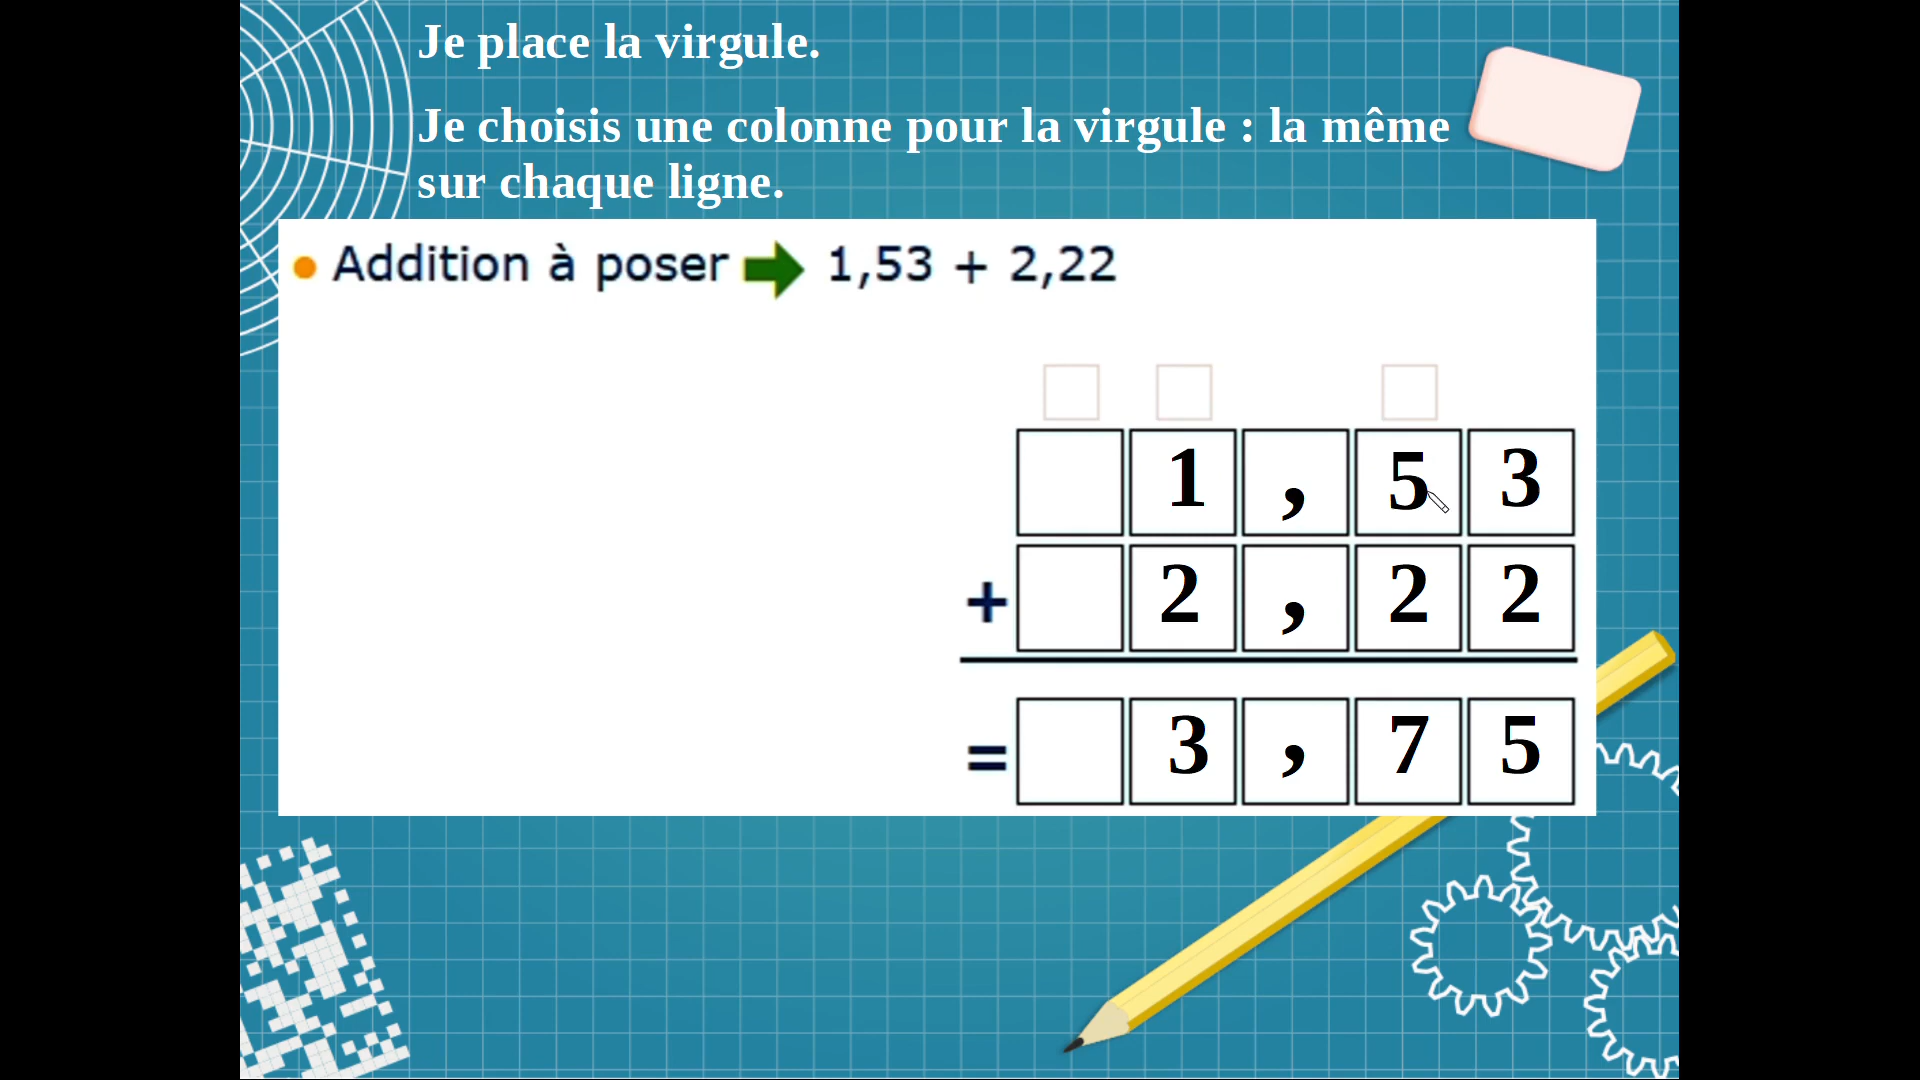 Je place la virgule.
Je choisis une colonne pour la virgule : la même
sur chaque ligne.
Addition à poser 1,53 + 2,22
1 , 5 3
+ 2 , 2 2
= 3 , 7 5